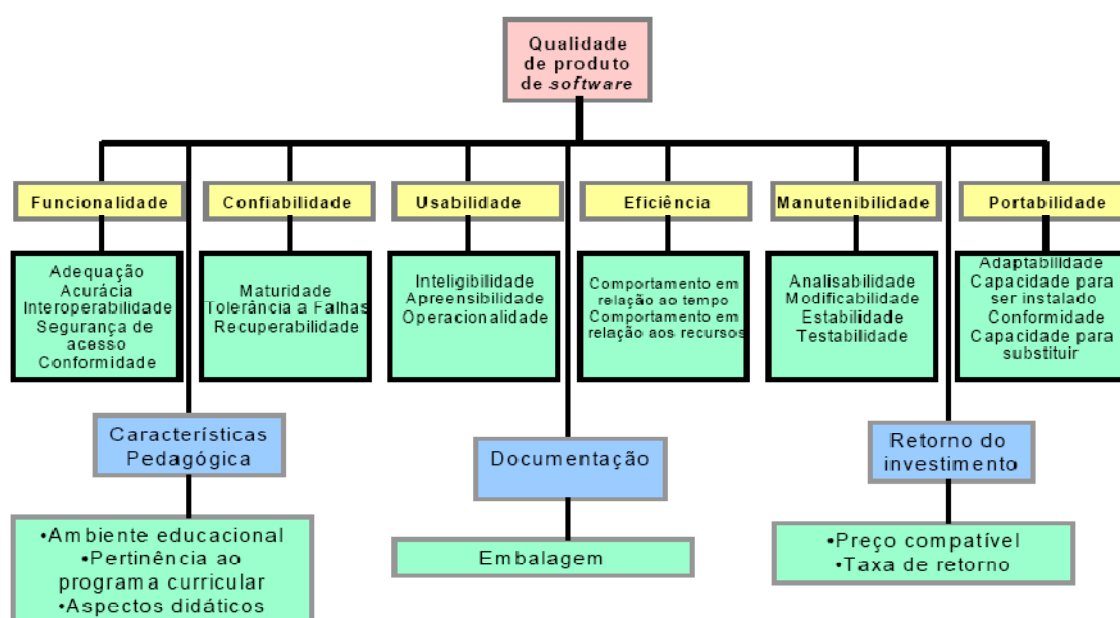 Qualidade
de produto
de software
Funcionalidade
Confiabilidade
Usabilidade
Eficiência
Manutenibilidade
Portabilidade
Adequação
Acurácia
Interoperabilidade
Segurança de
acesso
Conformidade
Maturidade
Tolerância a Falhas
Recuperabilidade
Inteligibilidade
Apreensibilidade
Operacionalidade
Comportamento em
relação ao tempo
Comportamento em
relação aos recursos
Analisabilidade
Modificabilidade
Estabilidade
Testabilidade
Adaptabilidade
Capacidade para
ser instalado
Conformidade
Capacidade para
substituir
Características
Pedagógica
Documentação
Retorno do
investimento
•Ambiente educacional
•Pertinência ao
programa curricular
•Aspectos didáticos
Embalagem
•Preço compatível
•Taxa de retorno